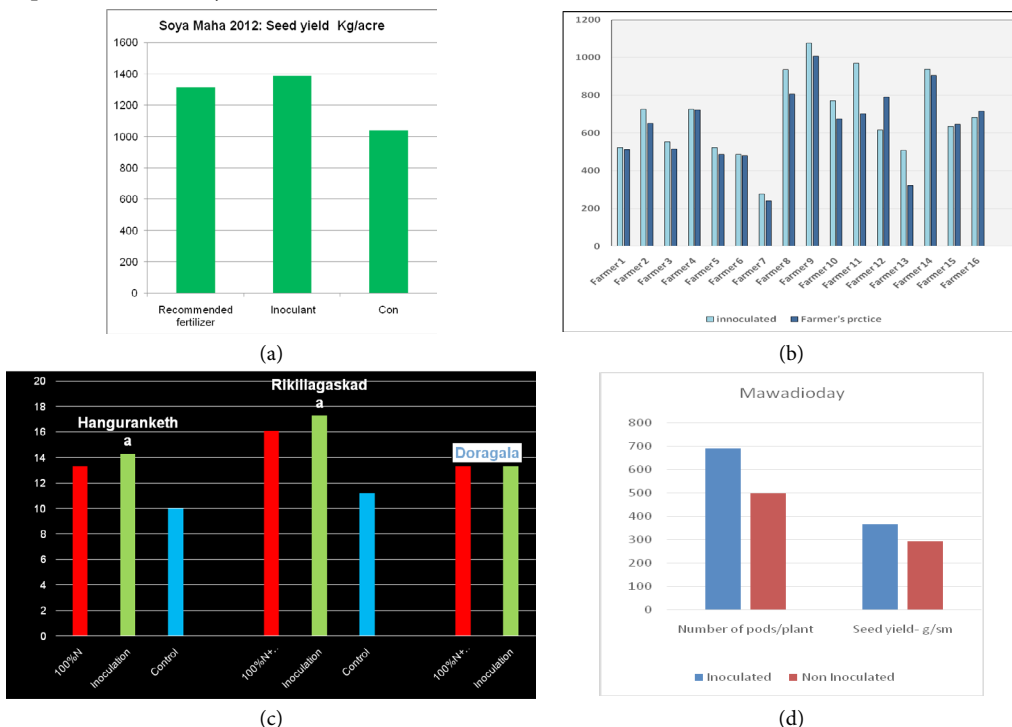 Soya Maha 2012: Seed yield Kg/acre
1600
1400
1200
1000
800
600
400
200
0
Recommended
fertilizer
Inoculant
Con
(a)
1200
1000
800
600
400
200
0
Farmer 1
Farmer 2
Farmer 3
Farmer 4
Farmer 5
Farmer 6
Farmer 7
Farmer 8
Farmer 9
Farmer 10
Farmer 11
Farmer 12
Farmer 13
Farmer 14
Farmer 15
Farmer 16
innoculated Farmer's prctice
(b)
20
18
16
14
12
10
8
6
4
2
0
Hanguranketh
a
Rikillagaskad
a
Doragala
100%N
Inoculation
Control
100%N+..
Inoculation
Control
100%N+..
Inoculation
(c)
Mawadioday
800
700
600
500
400
300
200
100
0
Number of pods/plant
Seed yield- g/sm
Inoculated Non Inoculated
(d)